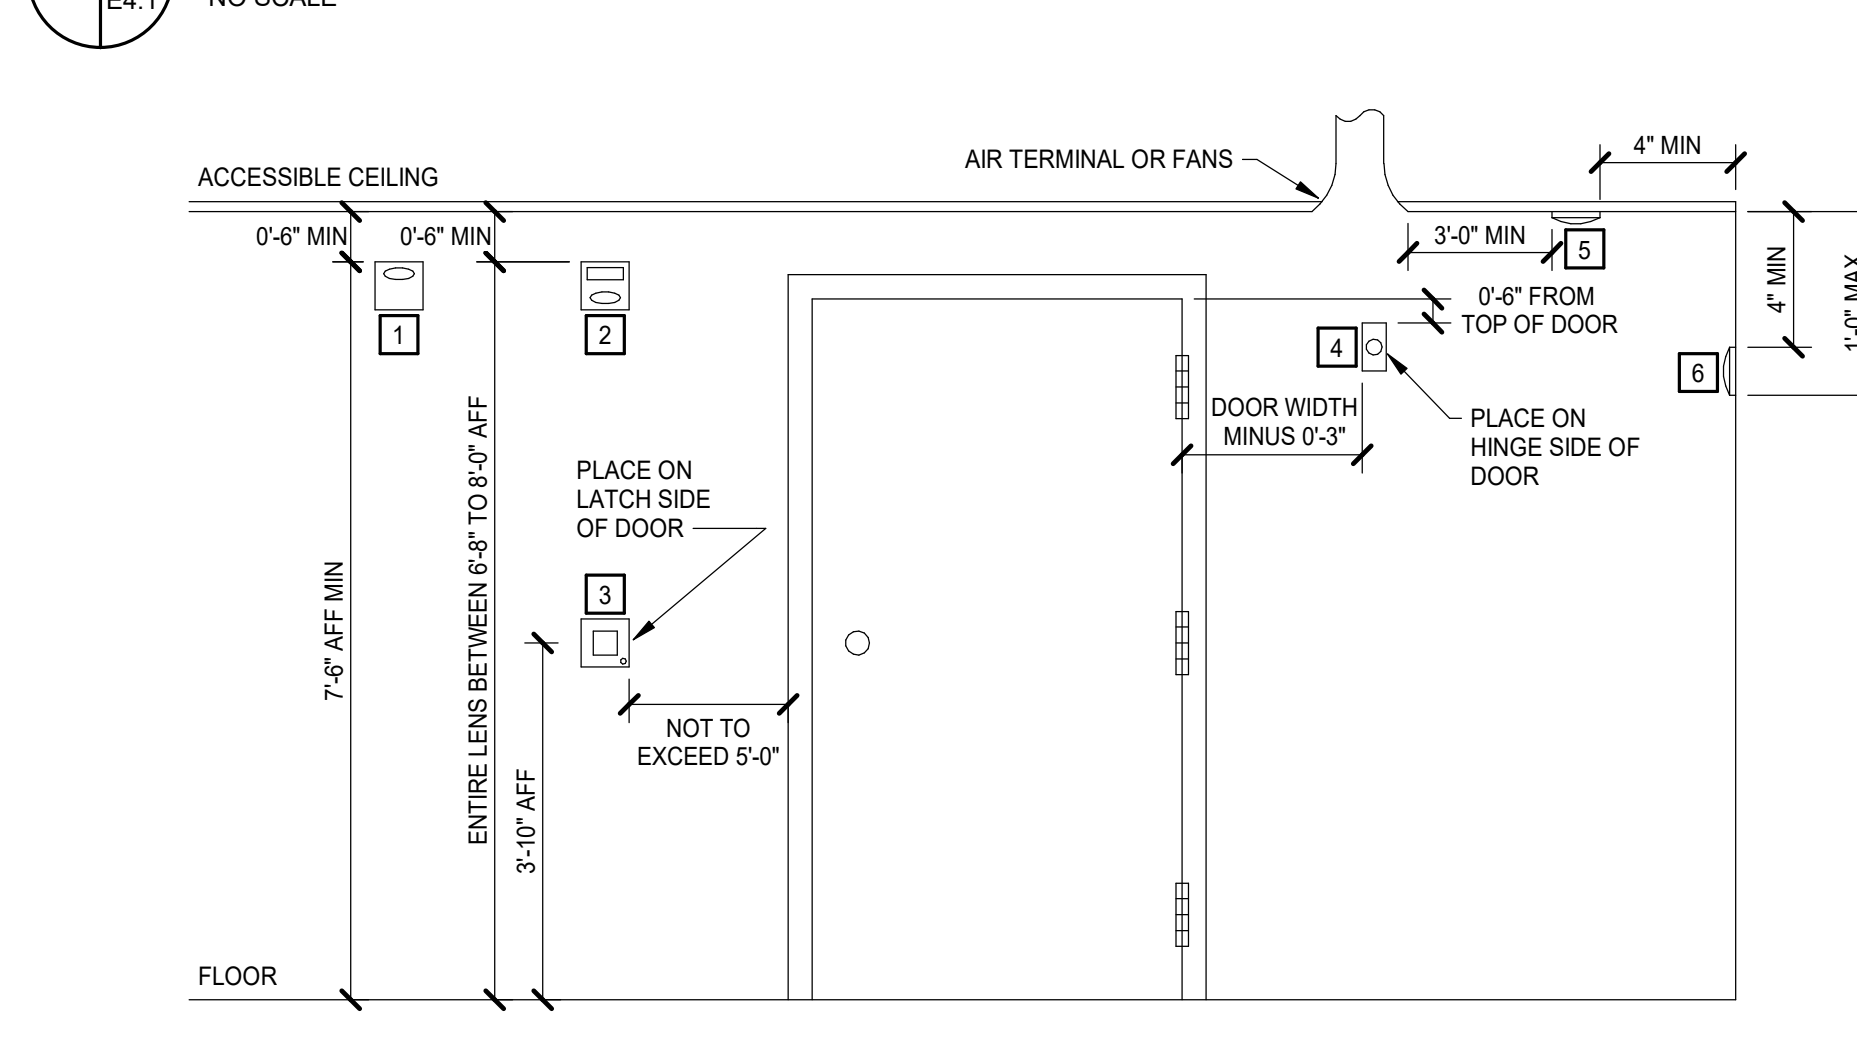 E4.1
NO SCALE
ACCESSIBLE CEILING
AIR TERMINAL OR FANS
4" MIN
0'-6" MIN
0'-6" MIN
3'-0" MIN
5
4" MIN
1'-0" MAX
1
2
0'-6" FROM
TOP OF DOOR
4
6
DOOR WIDTH
MINUS 0'-3"
PLACE ON
HINGE SIDE OF
DOOR
PLACE ON
LATCH SIDE
OF DOOR
3
7'-6" AFF MIN
ENTIRE LENS BETWEEN 6'-8" TO 8'-0" AFF
3'-10" AFF
NOT TO
EXCEED 5'-0"
FLOOR